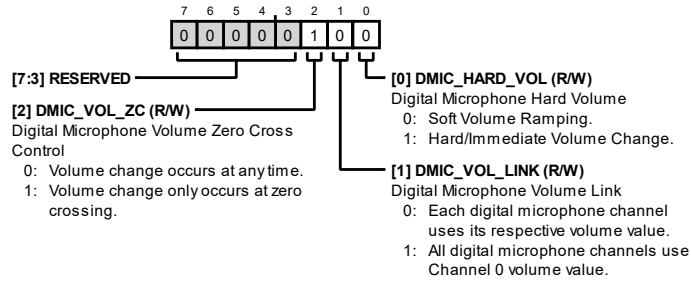 7 6 5 4 3 2 1 0
0 0 0 0 0 1 0 0
[7:3] RESERVED
[2] DMIC_VOL_ZC (R/W)
Digital Microphone Volume Zero Cross
Control
0: Volume change occurs at any time.
1: Volume change only occurs at zero
crossing.
[0] DMIC_HARD_VOL (R/W)
Digital Microphone Hard Volume
0: Soft Volume Ramping.
1: Hard/Immediate Volume Change.
[1] DMIC_VOL_LINK (R/W)
Digital Microphone Volume Link
0: Each digital microphone channel
uses its respective volume value.
1: All digital microphone channels use
Channel 0 volume value.